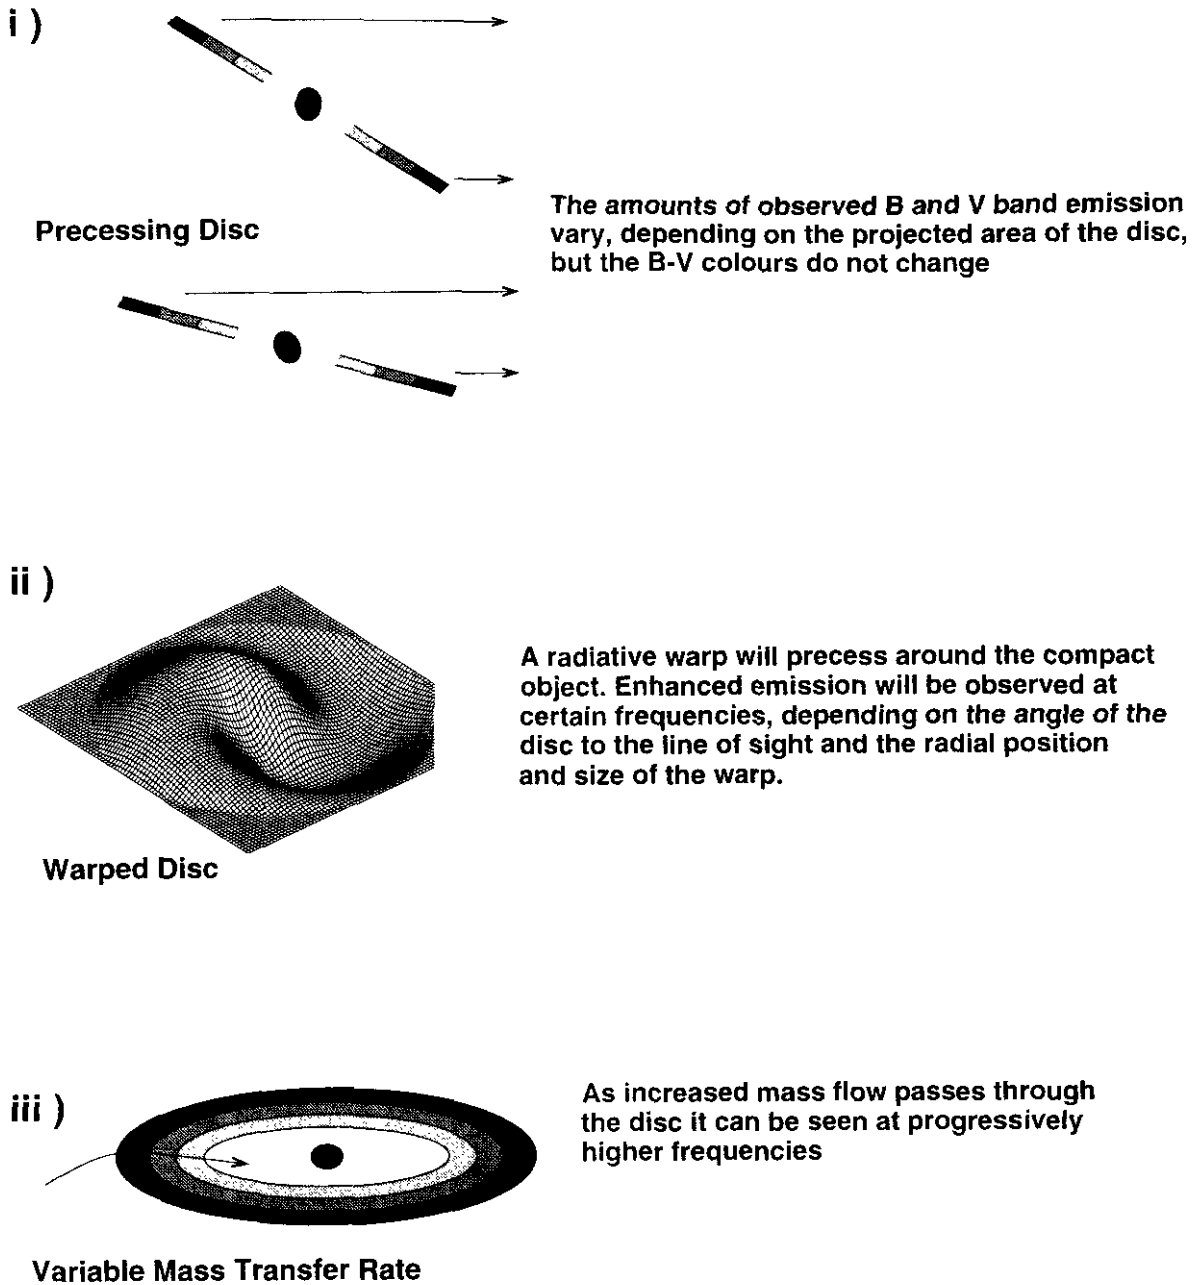 i )
Precessing Disc
The amounts of observed B and V band emission
vary, depending on the projected area of the disc,
but the B-V colours do not change
ii )
A radiative warp will precess around the compact
object. Enhanced emission will be observed at
certain frequencies, depending on the angle of the
disc to the line of sight and the radial position
and size of the warp.
Warped Disc
iii )
As increased mass flow passes through
the disc it can be seen at progressively
higher frequencies
Variable Mass Transfer Rate